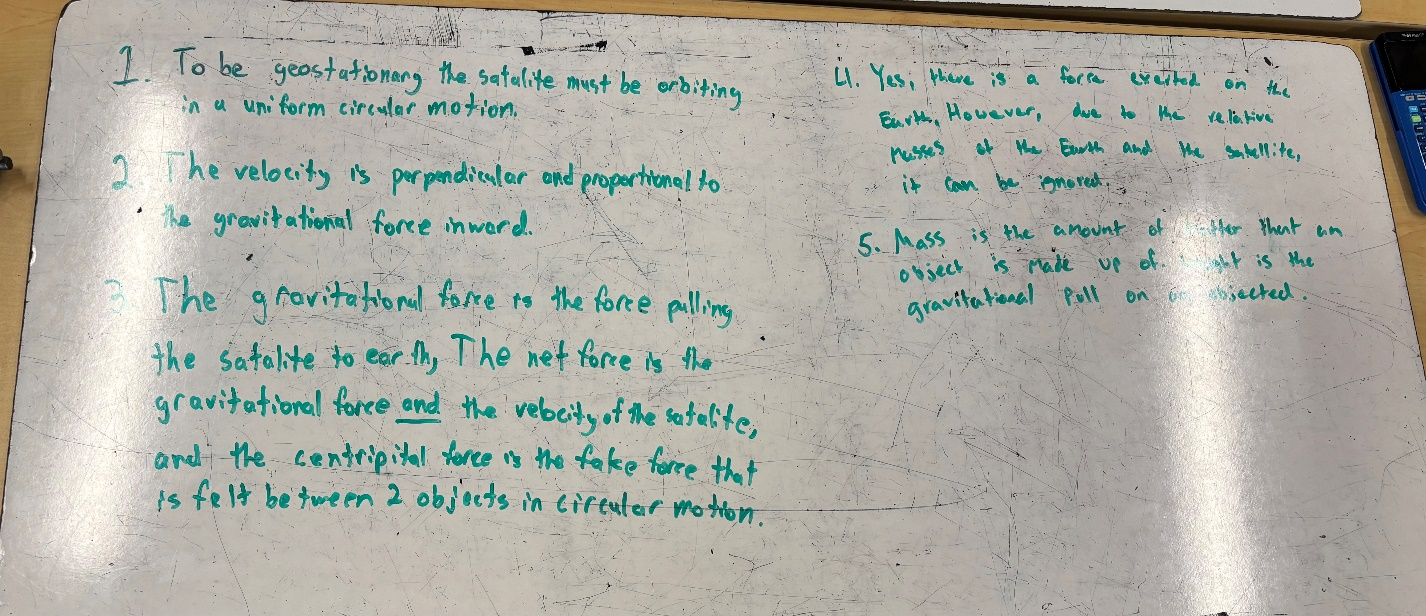 1. To be geostationary the satalite must be orbiting
in a uniform circular motion.
2. The velocity is perpendicular and proportional to
the gravitational force inward.
3 The gravitational force is the force pulling
the satalite to earth, The net force is the
gravitational force and the velocity of the satalite,
and the centripital force is the fake force that
is felt between 2 objects in circular motion.
4. Yes, there is a force exerted on the
Earth, However, due to the relative
Masses of the Earth and the satellite,
it can be ignored.
5. Mass is the amount of that an
object is made up of. is the
gravitational Pull on objected.